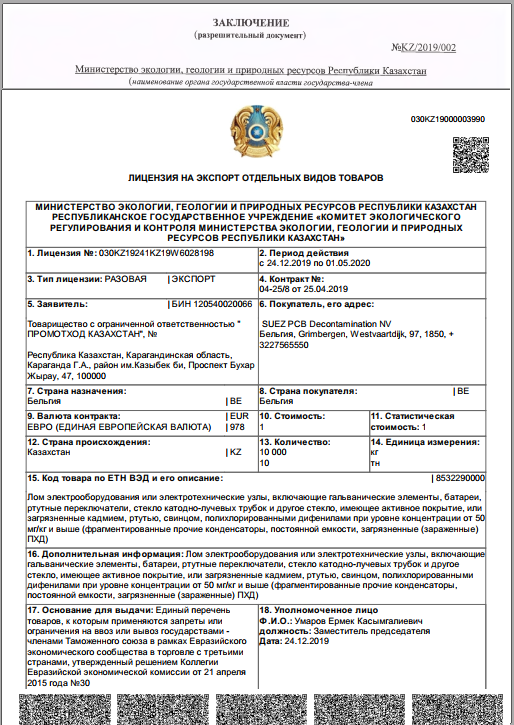 ЗАКЛЮЧЕНИЕ
(разрешительный документ)
№KZ/2019/002
Министерство экологии, геологии и природных ресурсов Республики Казахстан
(наименование органа государственной власти государства-члена
030KZ19000003990
ЛИЦЕНЗИЯ НА ЭКСПОРТ ОТДЕЛЬНЫХ ВИДОВ ТОВАРОВ
МИНИСТЕРСТВО ЭКОЛОГИИ, ГЕОЛОГИИ И ПРИРОДНЫХ РЕСУРСОВ РЕСПУБЛИКИ КАЗАХСТАН
РЕСПУБЛИКАНСКОЕ ГОСУДАРСТВЕННОЕ УЧРЕЖДЕНИЕ «КОМИТЕТ ЭКОЛОГИЧЕСКОГО
РЕГУЛИРОВАНИЯ И КОНТРОЛЯ МИНИСТЕРСТВА ЭКОЛОГИИ, ГЕОЛОГИИ И ПРИРОДНЫХ
РЕСУРСОВ РЕСПУБЛИКИ КАЗАХСТАН»
1. Лицензия №: 030KZ19241KZ19W6028198
2. Период действия
с 24.12.2019 по 01.05.2020
3. Тип лицензии: РАЗОВАЯ | ЭКСПОРТ
4. Контракт №:
04-25/8 от 25.04.2019
5. Заявитель: | БИН 120540020066
Товарищество с ограниченной ответственностью "
ПРОМОТХОД КАЗАХСТАН", №
Республика Казахстан, Карагандинская область,
Караганда Г.А., район им.Казыбек би, Проспект Бухар
Жырау, 47, 100000
6. Покупатель, его адрес:
SUEZ PCB Decontamination NV
Бельгия, Grimbergen, Westvaartdijk, 97, 1850, +
3227565550
7. Страна назначения:
Бельгия | BE
8. Страна покупателя: | BE
Бельгия
9. Валюта контракта: | EUR
ЕВРО (ЕДИНАЯ ЕВРОПЕЙСКАЯ ВАЛЮТА) | 978
10. Стоимость:
1
11. Статистическая
стоимость: 1
12. Страна происхождения:
Казахстан | KZ
13. Количество:
10 000
10
14. Единица измерения:
кг
тн
15. Код товара по ЕТН ВЭД и его описание: | 8532290000
Лом электрооборудования или электротехнические узлы, включающие гальванические элементы, батареи,
ртутные переключатели, стекло катодно-лучевых трубок и другое стекло, имеющее активное покрытие, или
загрязненные кадмием, ртутью, свинцом, полихлорированными дифенилами при уровне концентрации от 50
мг/кг и выше (фрагментированные прочие конденсаторы, постоянной емкости, загрязненные (зараженные)
ПХД)
16. Дополнительная информация: Лом электрооборудования или электротехнические узлы, включающие
гальванические элементы, батареи, ртутные переключатели, стекло катодно-лучевых трубок и другое
стекло, имеющее активное покрытие, или загрязненные кадмием, ртутью, свинцом, полихлорированными
дифенилами при уровне концентрации от 50 мг/кг и выше (фрагментированные прочие конденсаторы,
постоянной емкости, загрязненные (зараженные) ПХД)
17. Основание для выдачи: Единый перечень
товаров, к которым применяются запреты или
ограничения на ввоз или вывоз государствами -
членами Таможенного союза в рамках Евразийского
экономического сообщества в торговле с третьими
странами, утвержденный решением Коллегии
Евразийской экономической комиссии от 21 апреля
2015 года №30
18. Уполномоченное лицо
Ф.И.О.: Умаров Ермек Касымгалиевич
должность: Заместитель председателя
Дата: 24.12.2019